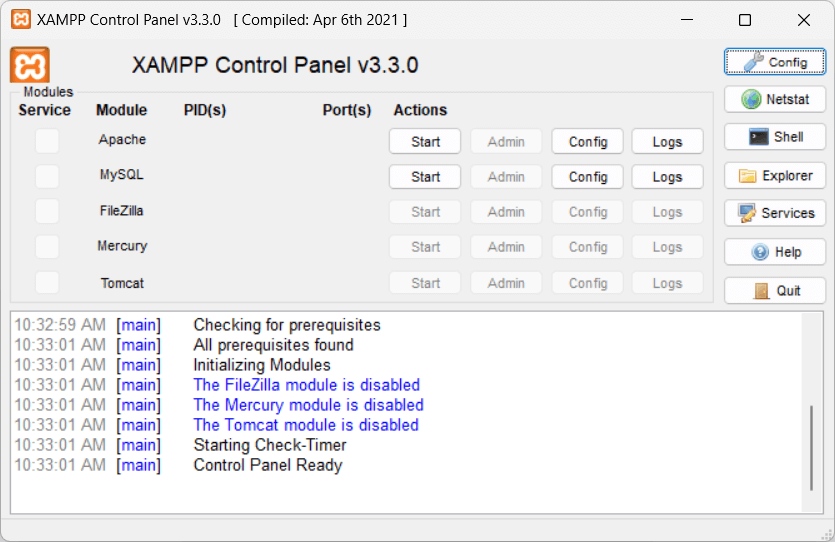 XAMPP Control Panel v3.3.0 [ Compiled: Apr 6th 2021 ]
XAMPP Control Panel v3.3.0
Config
Modules
Service Module PID(s) Port(s) Actions
Netstat
Apache Start Admin Config Logs
Shell
MySQL Start Admin Config Logs
Explorer
FileZilla Start Admin Config Logs
Services
Mercury Start Admin Config Logs
Help
Tomcat Start Admin Config Logs
Quit
10:32:59 AM [main] Checking for prerequisites
10:33:01 AM [main] All prerequisites found
10:33:01 AM [main] Initializing Modules
10:33:01 AM [main] The FileZilla module is disabled
10:33:01 AM [main] The Mercury module is disabled
10:33:01 AM [main] The Tomcat module is disabled
10:33:01 AM [main] Starting Check-Timer
10:33:01 AM [main] Control Panel Ready